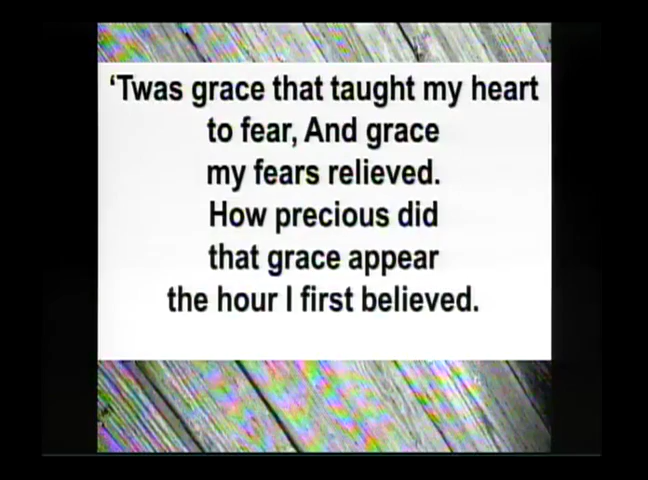 ‘Twas grace that taught my heart
to fear, And grace
my fears relieved.
How precious did
that grace appear
the hour I first believed.